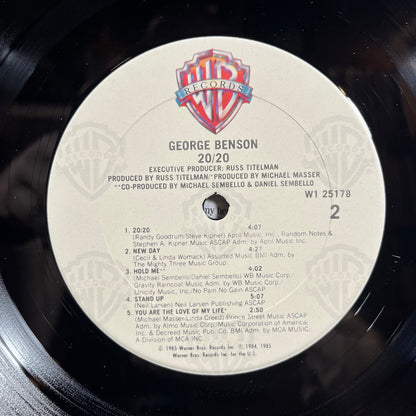 WB
RECORDS
GEORGE BENSON
20/20
EXECUTIVE PRODUCER: RUSS TITELMAN
PRODUCED BY RUSS TITELMAN/*PRODUCED BY MICHAEL MASSER
**CO-PRODUCED BY MICHAEL SEMBELLO & DANIEL SEMBELLO
W1 25178
2
1. 20/20 4:07
(Randy Goodrum/Steve Kipner) April Music, Inc., Random Notes &
Stephen A. Kipner Music ASCAP Adm. by April Music Inc.
2. NEW DAY 4:27
(Cecil & Linda Womack) Assorted Music BMI Adm. by
The Mighty Three Music Group
3. HOLD ME** 4:02
(Michael Sembello/Daniel Sembello) WB Music Corp./
Gravity Raincoat Music Adm. by WB Music Corp./
Unicity Music, Inc./No Pain No Gain ASCAP
4. STAND UP 5:07
(Neil Larsen) Neil Larsen Publishing ASCAP
5. YOU ARE THE LOVE OF MY LIFE* 2:50
(Michael Masser-Linda Creed) Prince Street Music ASCAP
Adm. by Almo Music Corp/Music Corporation of America,
Inc. & Decreed Music Pub. Co, BMI Adm. by MCA MUSIC,
A Division of MCA INC.
© 1985 Warner Bros. Records Inc. ℗ 1984, 1985
Warner Bros. Records Inc. for the U.S.